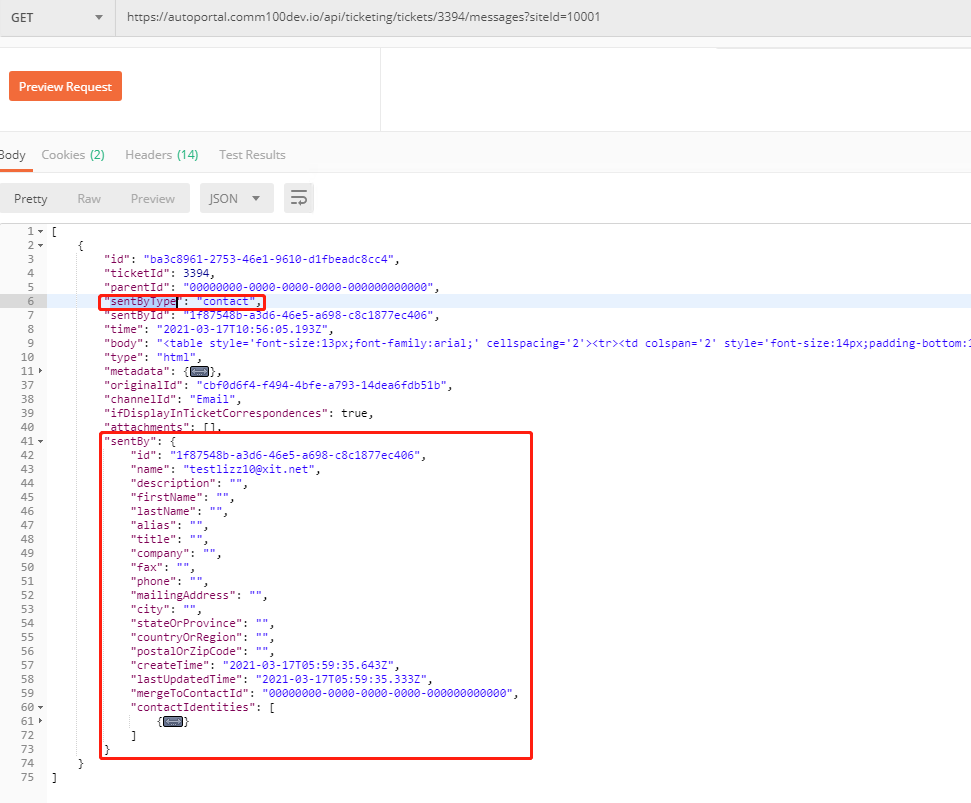 GET https://autoportal.comm100dev.io/api/ticketing/tickets/3394/messages?siteId=10001
Preview Request
Body Cookies (2) Headers (14) Test Results
Pretty Raw Preview JSON
1 [
2 {
3 "id": "ba3c8961-2753-46e1-9610-d1fbeadc8cc4",
4 "ticketId": 3394,
5 "parentId": "00000000-0000-0000-0000-000000000000",
6 "sentByType": "contact",
7 "sentById": "1f87548b-a3d6-46e5-a698-c8c1877ec406",
8 "time": "2021-03-17T10:56:05.193Z",
9 "body": "<table style='font-size:13px;font-family:arial;' cellspacing='2'><tr><td colspan='2' style='font-size:14px;padding-bottom:1
10 "type": "html",
11 "metadata": {},
37 "originalId": "cbf0d6f4-f494-4bfe-a793-14dea6fdb51b",
38 "channelId": "Email",
39 "ifDisplayInTicketCorrespondences": true,
40 "attachments": [],
41 "sentBy": {
42 "id": "1f87548b-a3d6-46e5-a698-c8c1877ec406",
43 "name": "testlizz10@xit.net",
44 "description": "",
45 "firstName": "",
46 "lastName": "",
47 "alias": "",
48 "title": "",
49 "company": "",
50 "fax": "",
51 "phone": "",
52 "mailingAddress": "",
53 "city": "",
54 "stateOrProvince": "",
55 "countryOrRegion": "",
56 "postalOrZipCode": "",
57 "createTime": "2021-03-17T05:59:35.643Z",
58 "lastUpdatedTime": "2021-03-17T05:59:35.333Z",
59 "mergeToContactId": "00000000-0000-0000-0000-000000000000",
60 "contactIdentities": [
61 {}
72 ]
73 }
74 }
75 ]